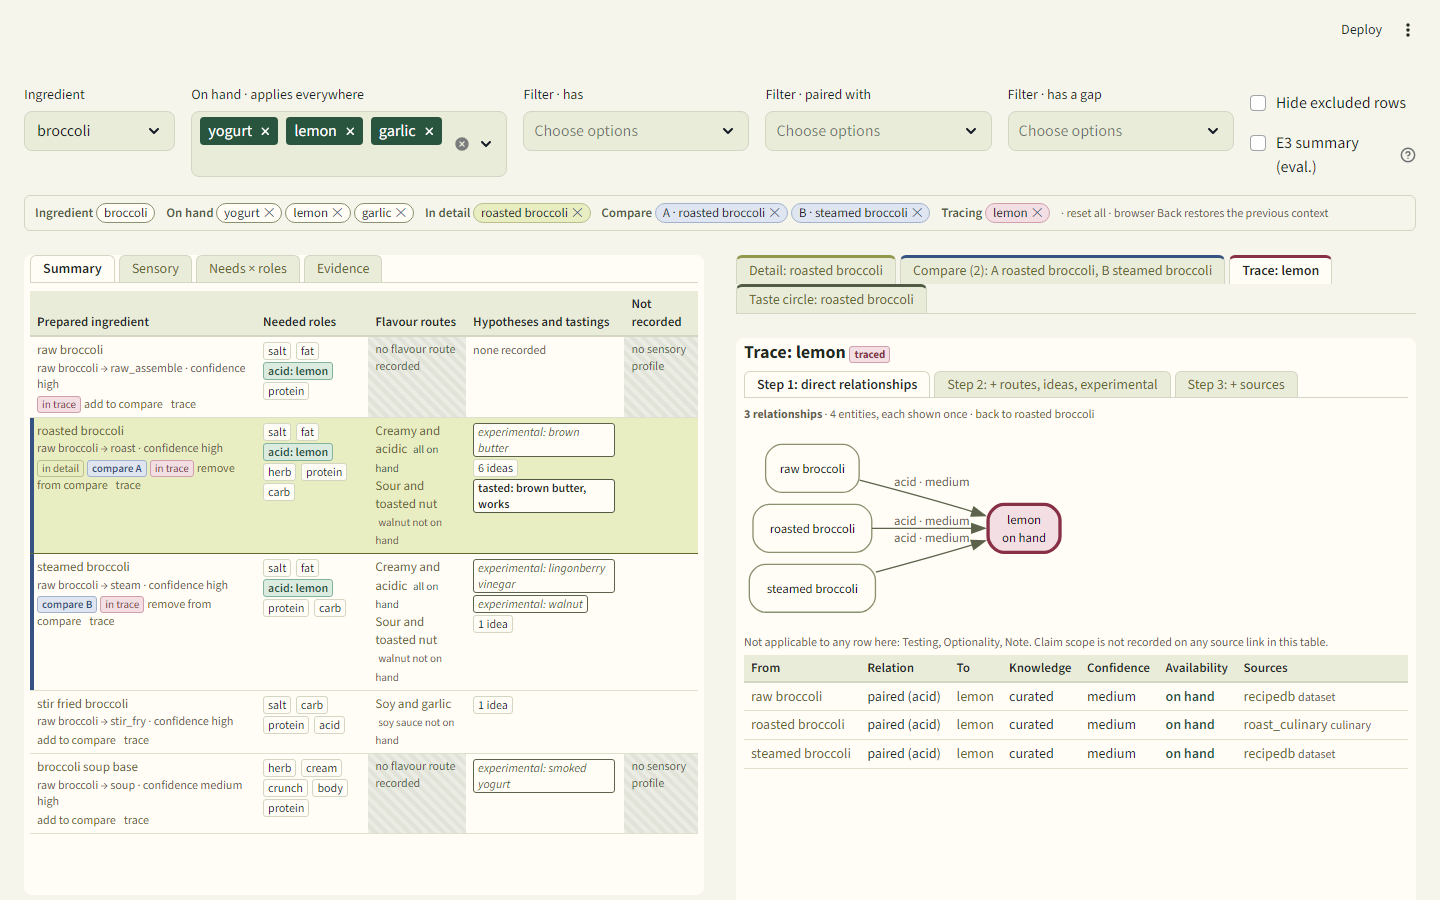 Deploy
Ingredient
On hand · applies everywhere
Filter · has
Filter · paired with
Filter · has a gap
broccoli
yogurt ×
lemon ×
garlic ×
Choose options
Choose options
Choose options
Hide excluded rows
E3 summary
(eval.)
Ingredient broccoli On hand yogurt × lemon × garlic × In detail roasted broccoli × Compare A · roasted broccoli × B · steamed broccoli × Tracing lemon × · reset all · browser Back restores the previous context
Summary
Sensory
Needs × roles
Evidence
Prepared ingredient
Needed roles
Flavour routes
Hypotheses and tastings
Not
recorded
raw broccoli
raw broccoli → raw_assemble · confidence
high
in trace add to compare trace
salt fat
acid: lemon
protein
no flavour route
recorded
none recorded
no sensory
profile
roasted broccoli
raw broccoli → roast · confidence high
in detail compare A in trace remove
from compare trace
salt fat
acid: lemon
herb protein
carb
Creamy and
acidic all on
hand
Sour and
toasted nut
walnut not on
hand
experimental: brown
butter
6 ideas
tasted: brown butter,
works
steamed broccoli
raw broccoli → steam · confidence high
compare B in trace remove from
compare trace
salt fat
acid: lemon
protein carb
Creamy and
acidic all on
hand
Sour and
toasted nut
walnut not on
hand
experimental: lingonberry
vinegar
experimental: walnut
1 idea
stir fried broccoli
raw broccoli → stir_fry · confidence high
add to compare trace
salt carb
protein acid
Soy and garlic
soy sauce not on
hand
1 idea
broccoli soup base
raw broccoli → soup · confidence medium
high
add to compare trace
herb cream
crunch body
protein
no flavour route
recorded
experimental: smoked
yogurt
no sensory
profile
Detail: roasted broccoli
Compare (2): A roasted broccoli, B steamed broccoli
Trace: lemon
Taste circle: roasted broccoli
Trace: lemon traced
Step 1: direct relationships
Step 2: + routes, ideas, experimental
Step 3: + sources
3 relationships · 4 entities, each shown once · back to roasted broccoli
raw broccoli
acid · medium
roasted broccoli
acid · medium
acid · medium
lemon
on hand
steamed broccoli
Not applicable to any row here: Testing, Optionality, Note. Claim scope is not recorded on any source link in this table.
From Relation To Knowledge Confidence Availability Sources
raw broccoli paired (acid) lemon curated medium on hand recipedb dataset
roasted broccoli paired (acid) lemon curated medium on hand roast_culinary culinary
steamed broccoli paired (acid) lemon curated medium on hand recipedb dataset